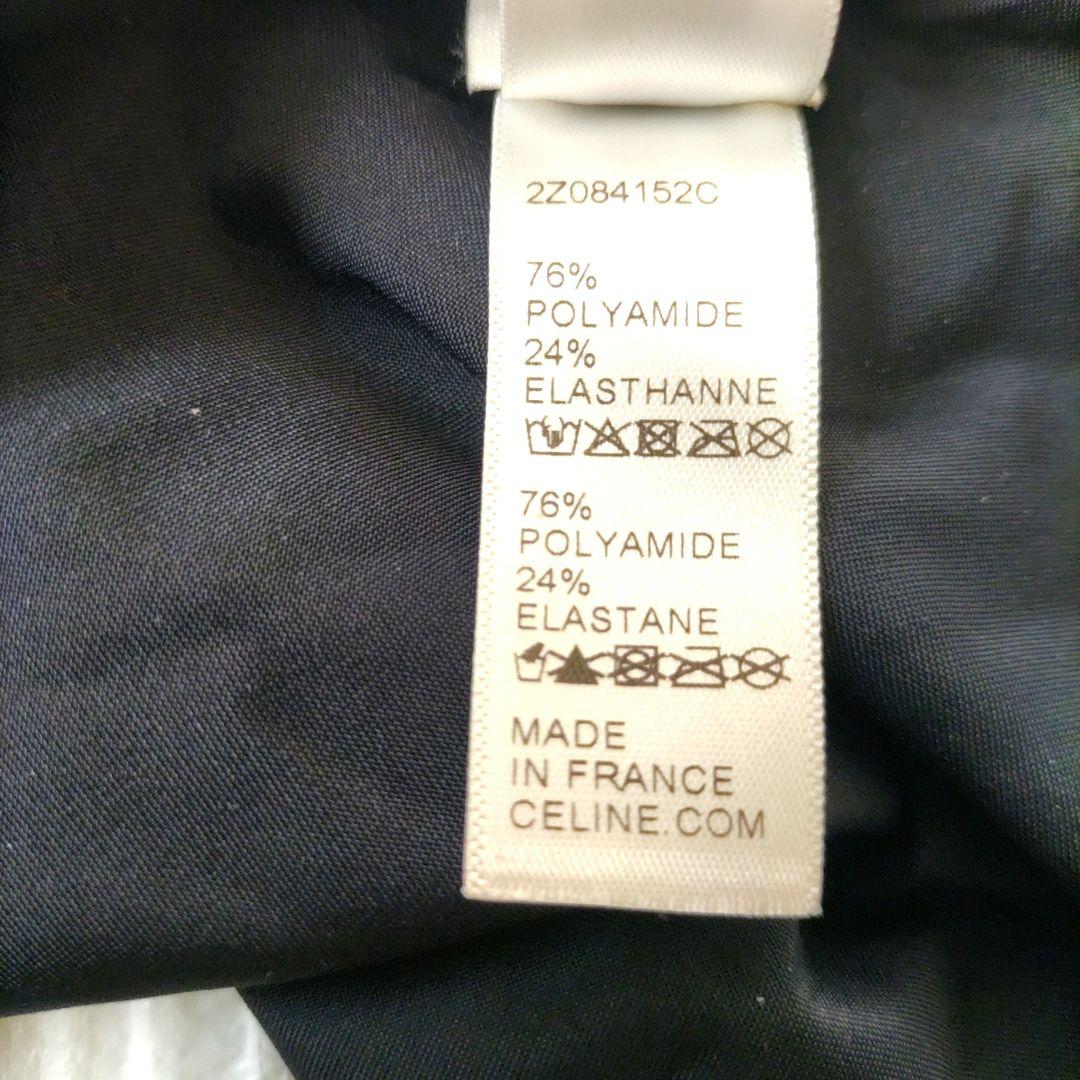 2Z084152C
76%
POLYAMIDE
24%
ELASTHANNE
76%
POLYAMIDE
24%
ELASTANE
MADE
IN FRANCE
CELINE.COM